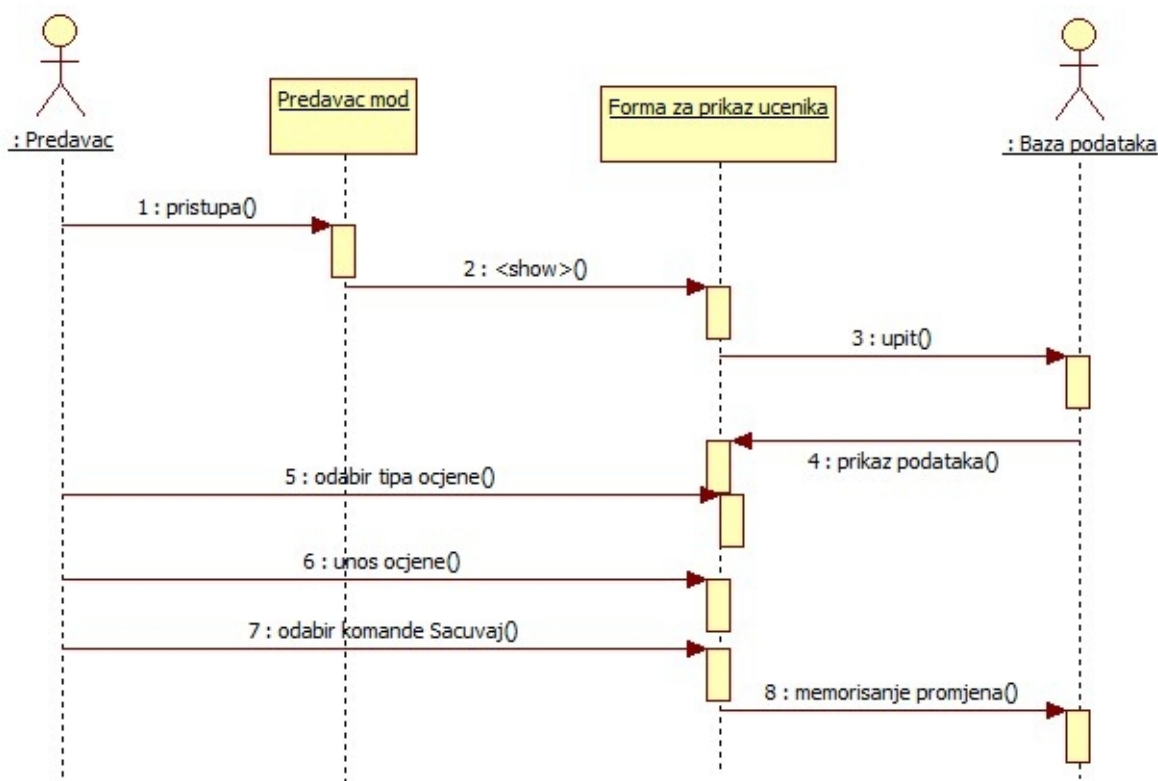 : Predavac
Predavac mod
Forma za prikaz ucenika
: Baza podataka
1 : pristupa()
2 : <show>()
3 : upit()
4 : prikaz podataka()
5 : odabir tipa ocjene()
6 : unos ocjene()
7 : odabir komande Sacuvaj()
8 : memorisanje promjena()